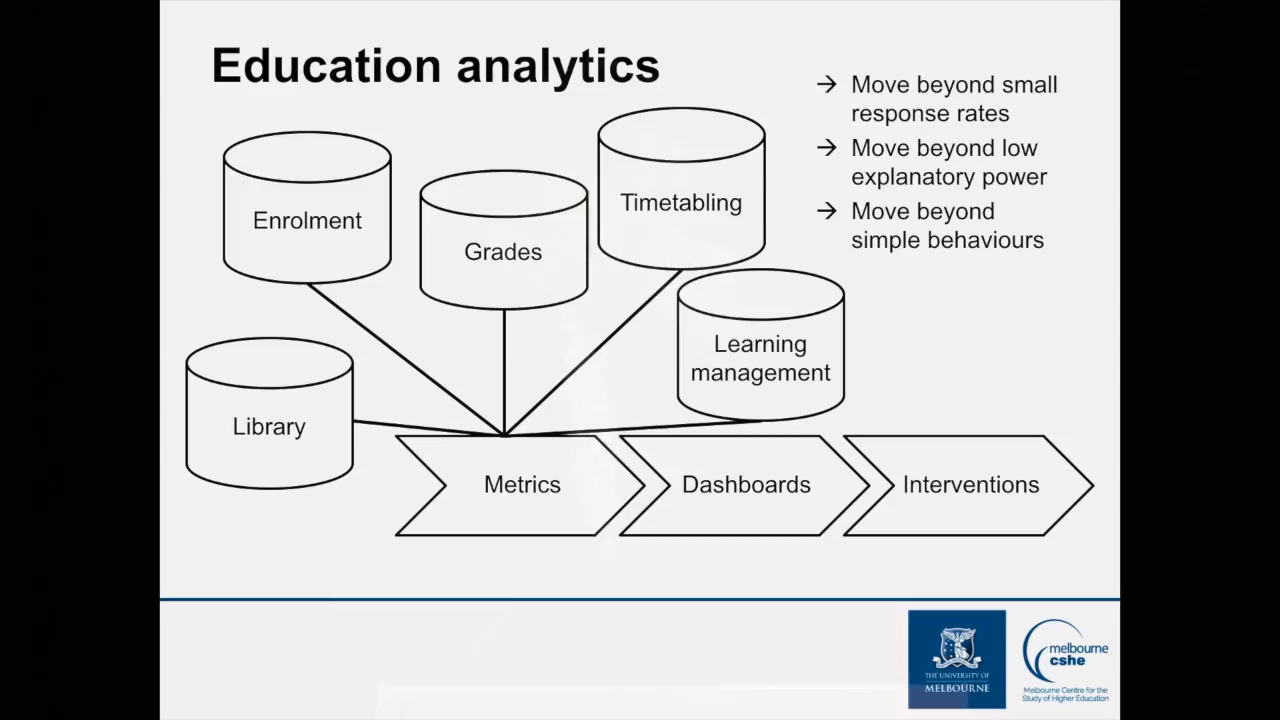 Education analytics
→ Move beyond small
response rates
→ Move beyond low
explanatory power
→ Move beyond
simple behaviours
Enrolment
Grades
Timetabling
Learning
management
Library
Metrics
Dashboards
Interventions
THE UNIVERSITY OF
MELBOURNE
melbourne
cshe
Melbourne Centre for the
Study of Higher Education